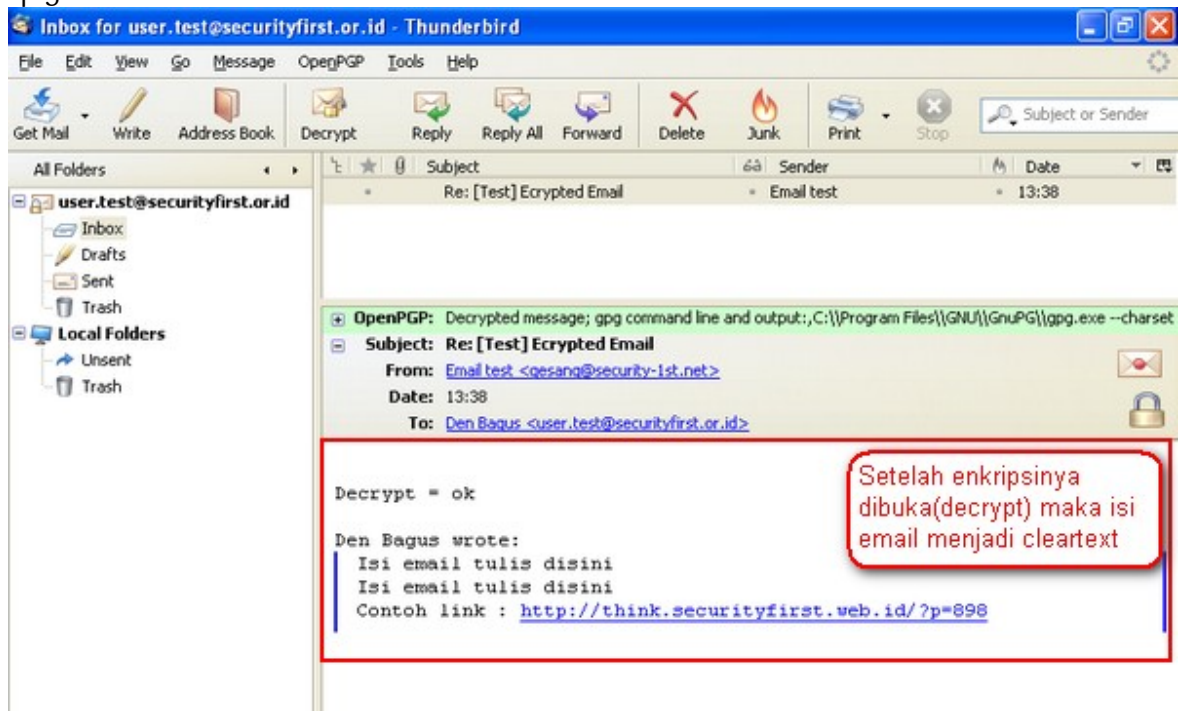 Inbox for user.test@securityfirst.or.id - Thunderbird
File Edit View Go Message OpenPGP Tools Help
Get Mail Write Address Book Decrypt Reply Reply All Forward Delete Junk Print Stop Subject or Sender
All Folders
Subject Sender Date
Re: [Test] Ecrypted Email Email test 13:38
user.test@securityfirst.or.id
Inbox
Drafts
Sent
Trash
Local Folders
Unsent
Trash
OpenPGP: Decrypted message; gpg command line and output:,C:\\Program Files\\GNU\\GnuPG\\gpg.exe --charset
Subject: Re: [Test] Ecrypted Email
From: Email test <gesang@security-1st.net>
Date: 13:38
To: Den Bagus <user.test@securityfirst.or.id>
Setelah enkripsinya
dibuka(decrypt) maka isi
email menjadi cleartext
Decrypt = ok
Den Bagus wrote:
Isi email tulis disini
Isi email tulis disini
Contoh link : http://think.securityfirst.web.id/?p=898